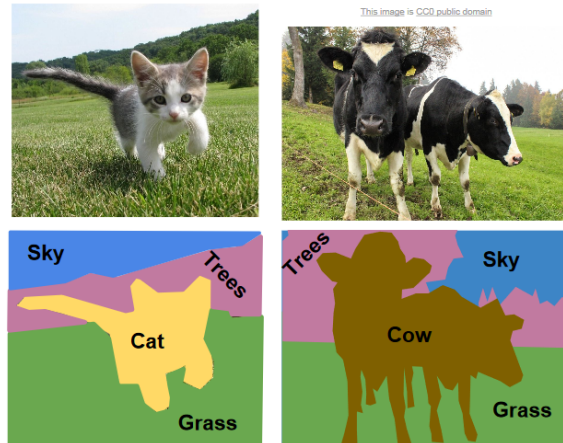 This image is CC0 public domain
Sky
Trees
Cat
Grass
Trees
Sky
Cow
Grass